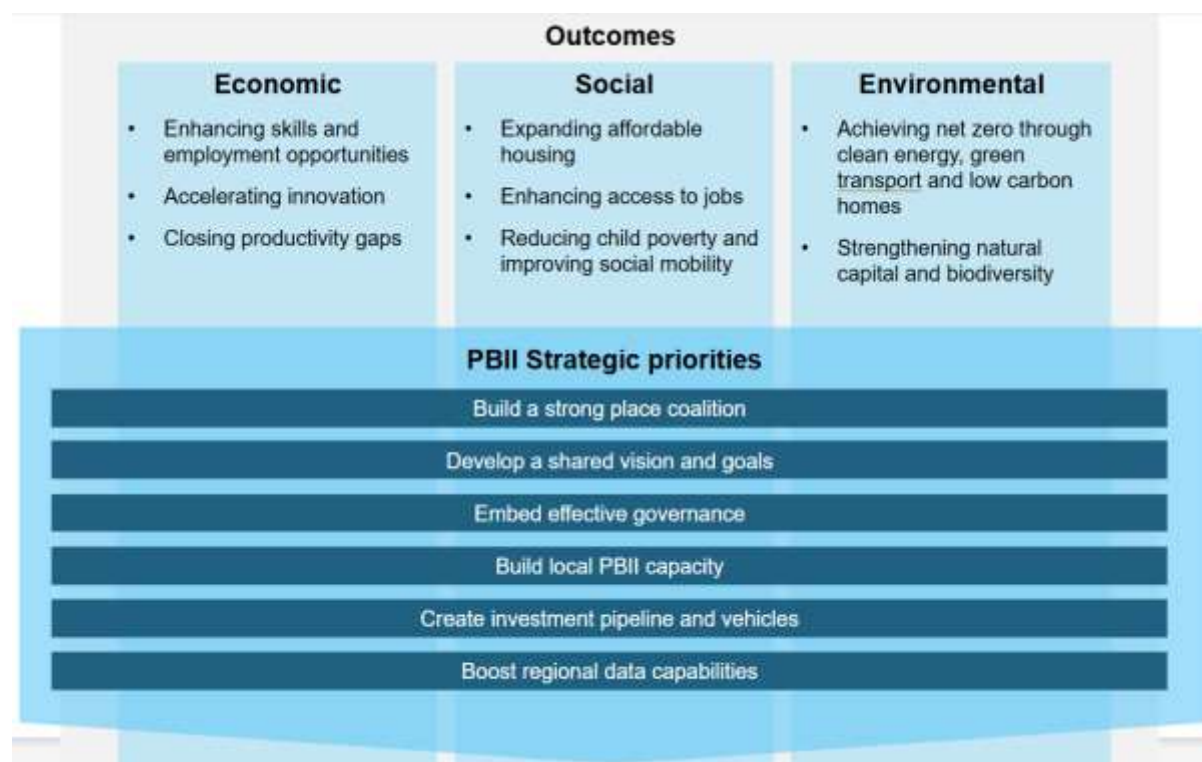 Outcomes
Economic
• Enhancing skills and
employment opportunities
• Accelerating innovation
• Closing productivity gaps
Social
• Expanding affordable
housing
• Enhancing access to jobs
• Reducing child poverty and
improving social mobility
Environmental
• Achieving net zero through
clean energy, green
transport and low carbon
homes
• Strengthening natural
capital and biodiversity
PBII Strategic priorities
Build a strong place coalition
Develop a shared vision and goals
Embed effective governance
Build local PBII capacity
Create investment pipeline and vehicles
Boost regional data capabilities